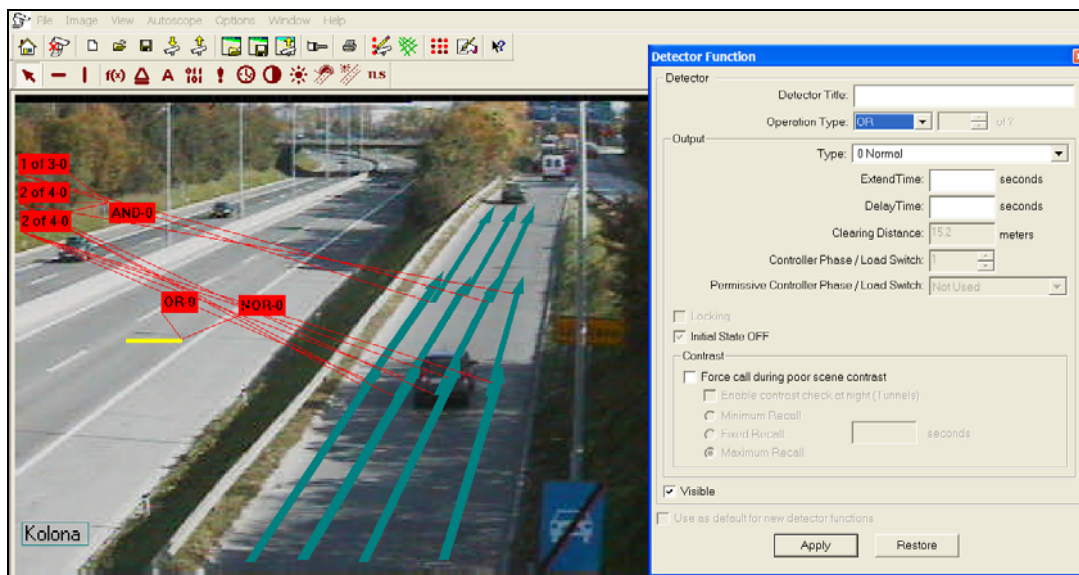 File Image View Autoscope Options Window Help
f(x) A ! TLS
Detector Function
Detector
Detector Title:
Operation Type: OR of ?
Output
Type: 0 Normal
ExtendTime: seconds
DelayTime: seconds
Clearing Distance: 15.2 meters
Controller Phase / Load Switch: 1
Permissive Controller Phase / Load Switch: Not Used
Locking
Initial State OFF
Contrast
Force call during poor scene contrast
Enable contrast check at night (Tunnels)
Minimum Recall
Fixed Recall seconds
Maximum Recall
Visible
Use as default for new detector functions
Apply Restore
1 of 3-0
2 of 4-0
AND-0
2 of 4-0
OR-0 NOR-0
Kolona